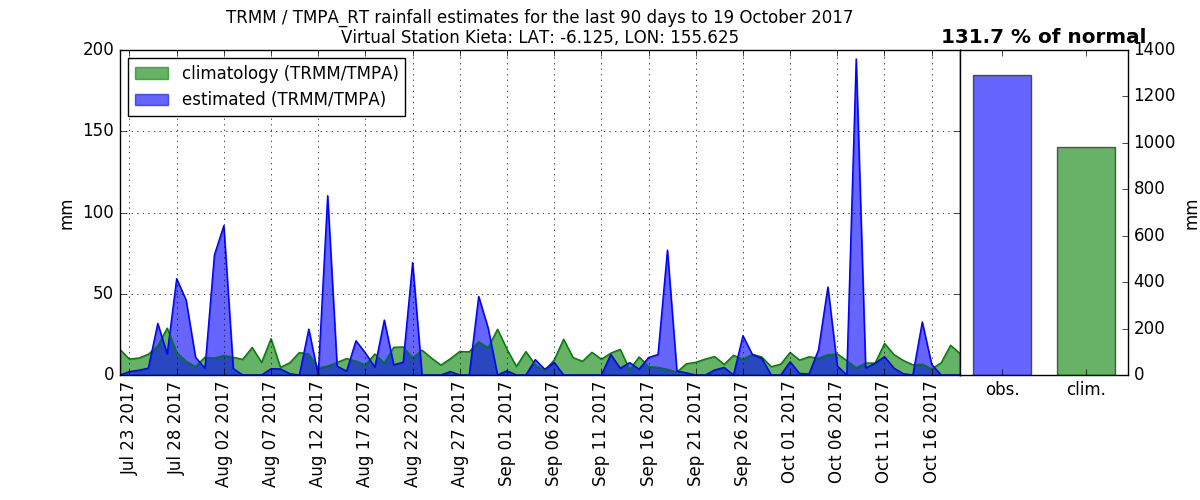 TRMM / TMPA_RT rainfall estimates for the last 90 days to 19 October 2017
Virtual Station Kieta: LAT: -6.125, LON: 155.625
131.7 % of normal
climatology (TRMM/TMPA)
estimated (TRMM/TMPA)
mm
200
150
100
50
0
Jul 23 2017
Jul 28 2017
Aug 02 2017
Aug 07 2017
Aug 12 2017
Aug 17 2017
Aug 22 2017
Aug 27 2017
Sep 01 2017
Sep 06 2017
Sep 11 2017
Sep 16 2017
Sep 21 2017
Sep 26 2017
Oct 01 2017
Oct 06 2017
Oct 11 2017
Oct 16 2017
obs.
clim.
1400
1200
1000
800
600
400
200
0
mm